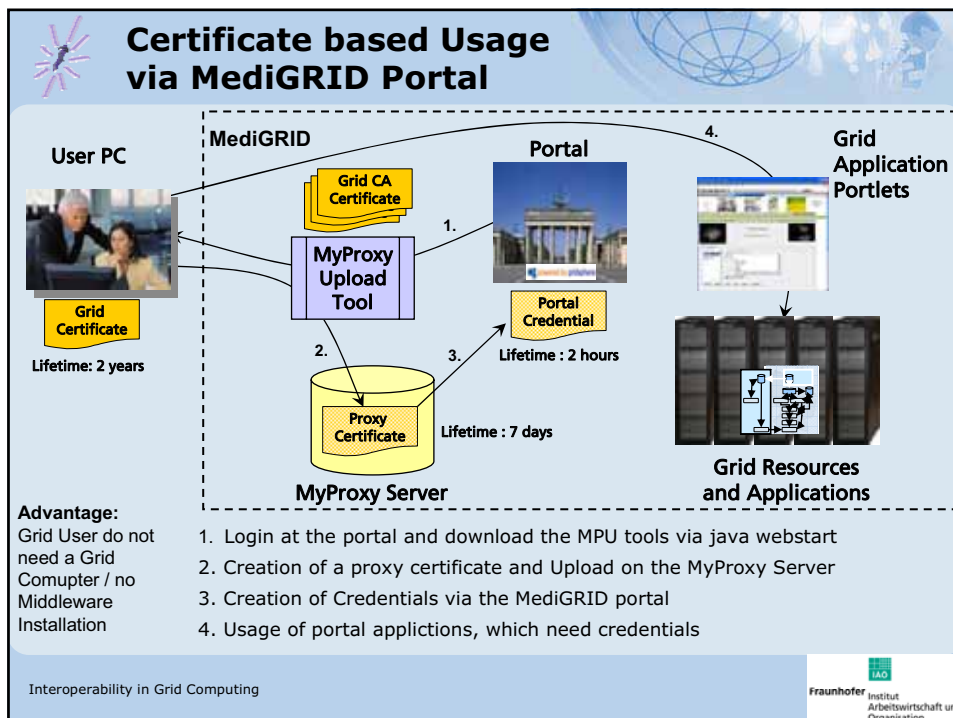 Certificate based Usage
via MediGRID Portal
MediGRID
User PC
Grid CA
Certificate
1.
Portal
4.
Grid
Application
Portlets
MyProxy
Upload
Tool
powered by gridsphere
Grid
Certificate
Lifetime: 2 years
Portal
Credential
Lifetime : 2 hours
2.
3.
Proxy
Certificate
Lifetime : 7 days
MyProxy Server
Grid Resources
and Applications
Advantage:
Grid User do not
need a Grid
Comupter / no
Middleware
Installation
1. Login at the portal and download the MPU tools via java webstart
2. Creation of a proxy certificate and Upload on the MyProxy Server
3. Creation of Credentials via the MediGRID portal
4. Usage of portal applictions, which need credentials
Interoperability in Grid Computing
IAO
Fraunhofer Institut
Arbeitswirtschaft un
Organisation